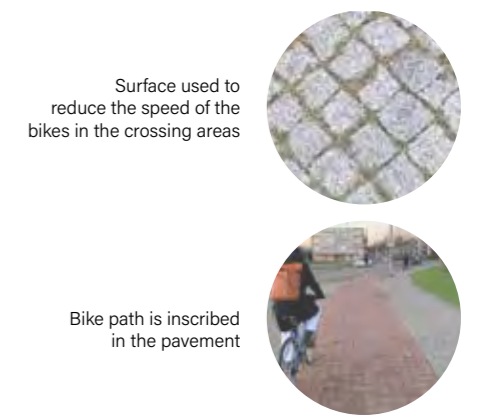 Surface used to
reduce the speed of the
bikes in the crossing areas
Bike path is inscribed
in the pavement